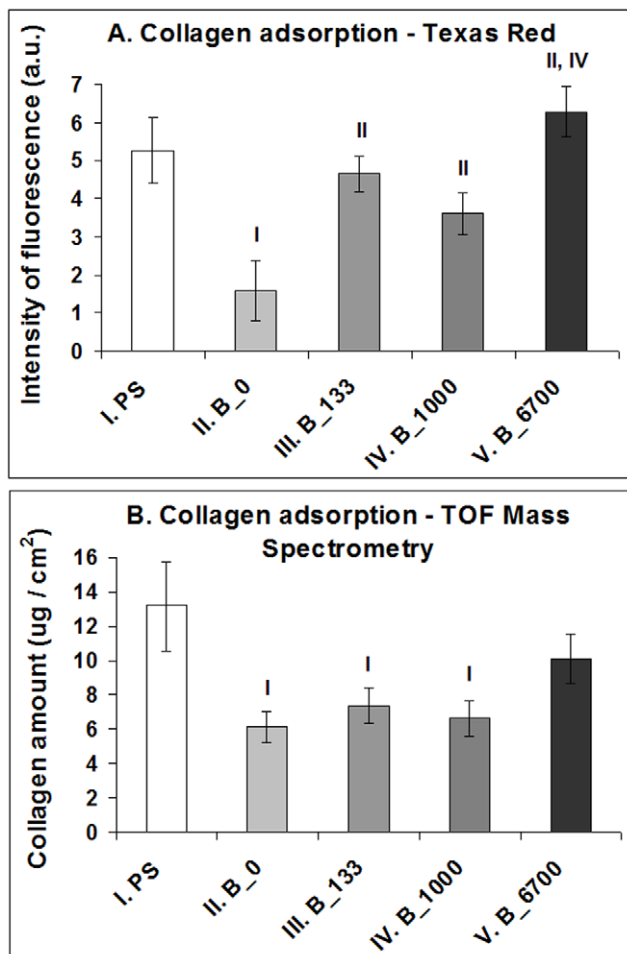 A. Collagen adsorption - Texas Red
Intensity of fluorescence (a.u.)
7
6
5
4
3
2
1
0
I
II
II
II, IV
I. PS
II. B_0
III. B_133
IV. B_1000
V. B_6700
B. Collagen adsorption - TOF Mass
Spectrometry
Collagen amount (ug / cm²)
16
14
12
10
8
6
4
2
0
I
I
I
I. PS
II. B_0
III. B_133
IV. B_1000
V. B_6700